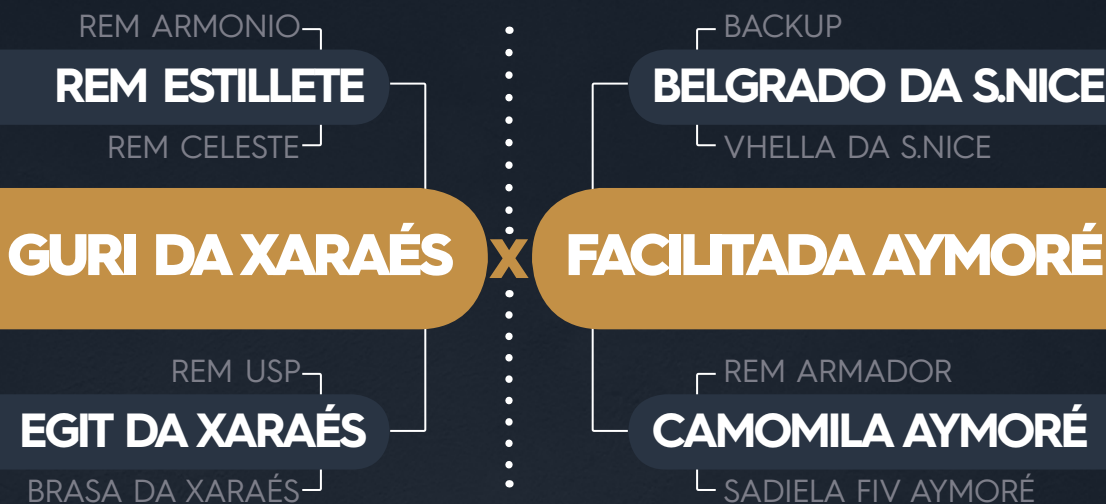 REM ARMONIO
REM ESTILLETE
REM CELESTE
GURI DA XARAÉS
REM USP
EGIT DA XARAÉS
BRASA DA XARAÉS
X
BACKUP
BELGRADO DA S.NICE
VHELLA DA S.NICE
FACILITADA AYMORÉ
REM ARMADOR
CAMOMILA AYMORÉ
SADIELA FIV AYMORÉ